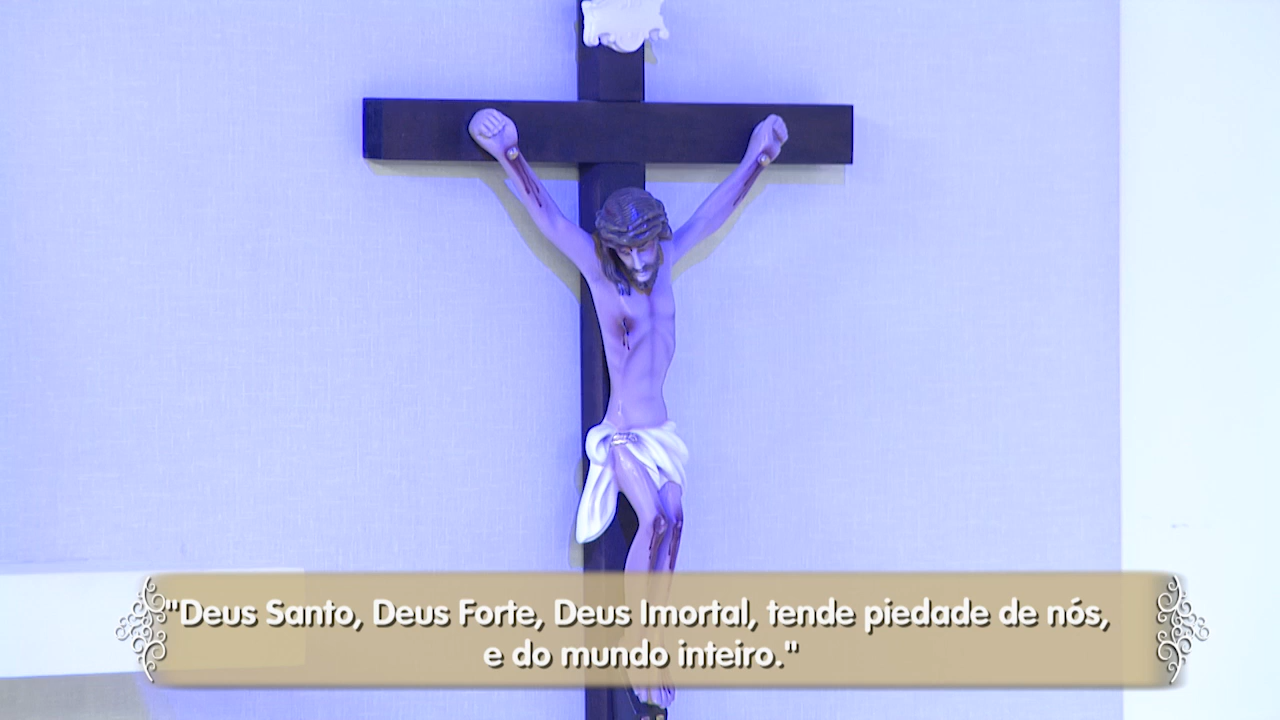 "Deus Santo, Deus Forte, Deus Imortal, tende piedade de nós,
e do mundo inteiro."